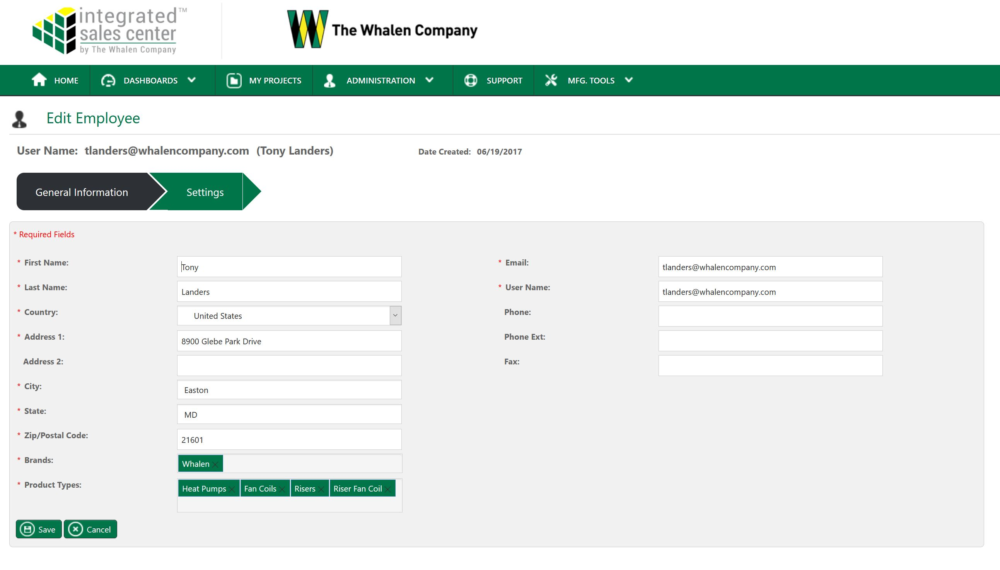 integrated™
sales center
by The Whalen Company
The Whalen Company
HOME DASHBOARDS MY PROJECTS ADMINISTRATION SUPPORT MFG. TOOLS
Edit Employee
User Name: tlanders@whalencompany.com (Tony Landers) Date Created: 06/19/2017
General Information Settings
* Required Fields
* First Name: Tony * Email: tlanders@whalencompany.com
* Last Name: Landers * User Name: tlanders@whalencompany.com
* Country: United States Phone:
* Address 1: 8900 Glebe Park Drive Phone Ext:
Address 2: Fax:
* City: Easton
* State: MD
* Zip/Postal Code: 21601
* Brands: Whalen
* Product Types: Heat Pumps Fan Coils Risers Riser Fan Coil
Save Cancel